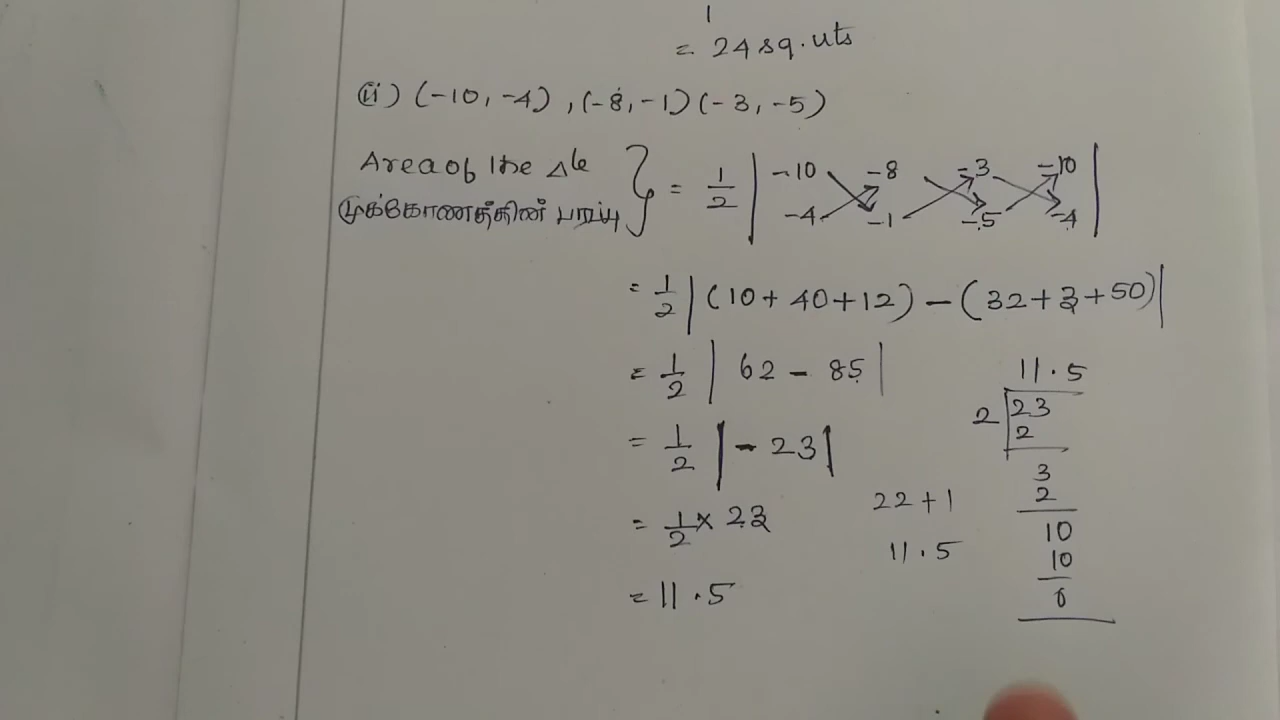 1
= 24 sq.uts
ii) (-10, -4), (-8, -1) (-3, -5)
Area of the Δle
முக்கோணத்தின் பரப்பு
= 1/2 | -10 -8 -3 -10 |
-4 -1 -5 -4
= 1/2 | (10 + 40 + 12) - (32 + 3 + 50) |
= 1/2 | 62 - 85 |
= 1/2 | - 23 |
= 1/2 × 23
= 11.5
22 + 1
11.5
11.5
2 23
2
3
2
10
10
0